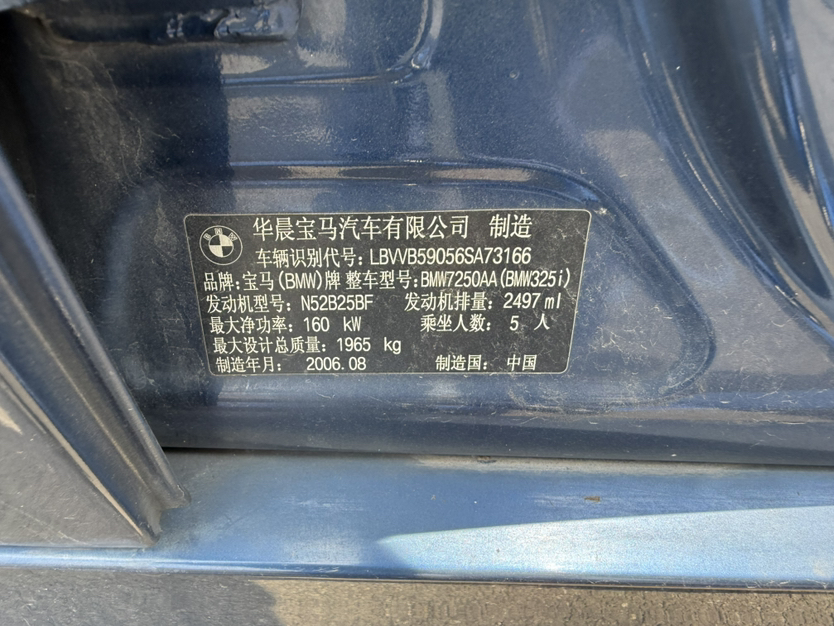 华晨宝马汽车有限公司 制造
车辆识别代号: LBVVB59056SA73166
品牌: 宝马(BMW)牌 整车型号: BMW7250AA(BMW325i)
发动机型号: N52B25BF 发动机排量: 2497 ml
最大净功率: 160 kW 乘坐人数: 5 人
最大设计总质量: 1965 kg
制造年月: 2006.08 制造国: 中国